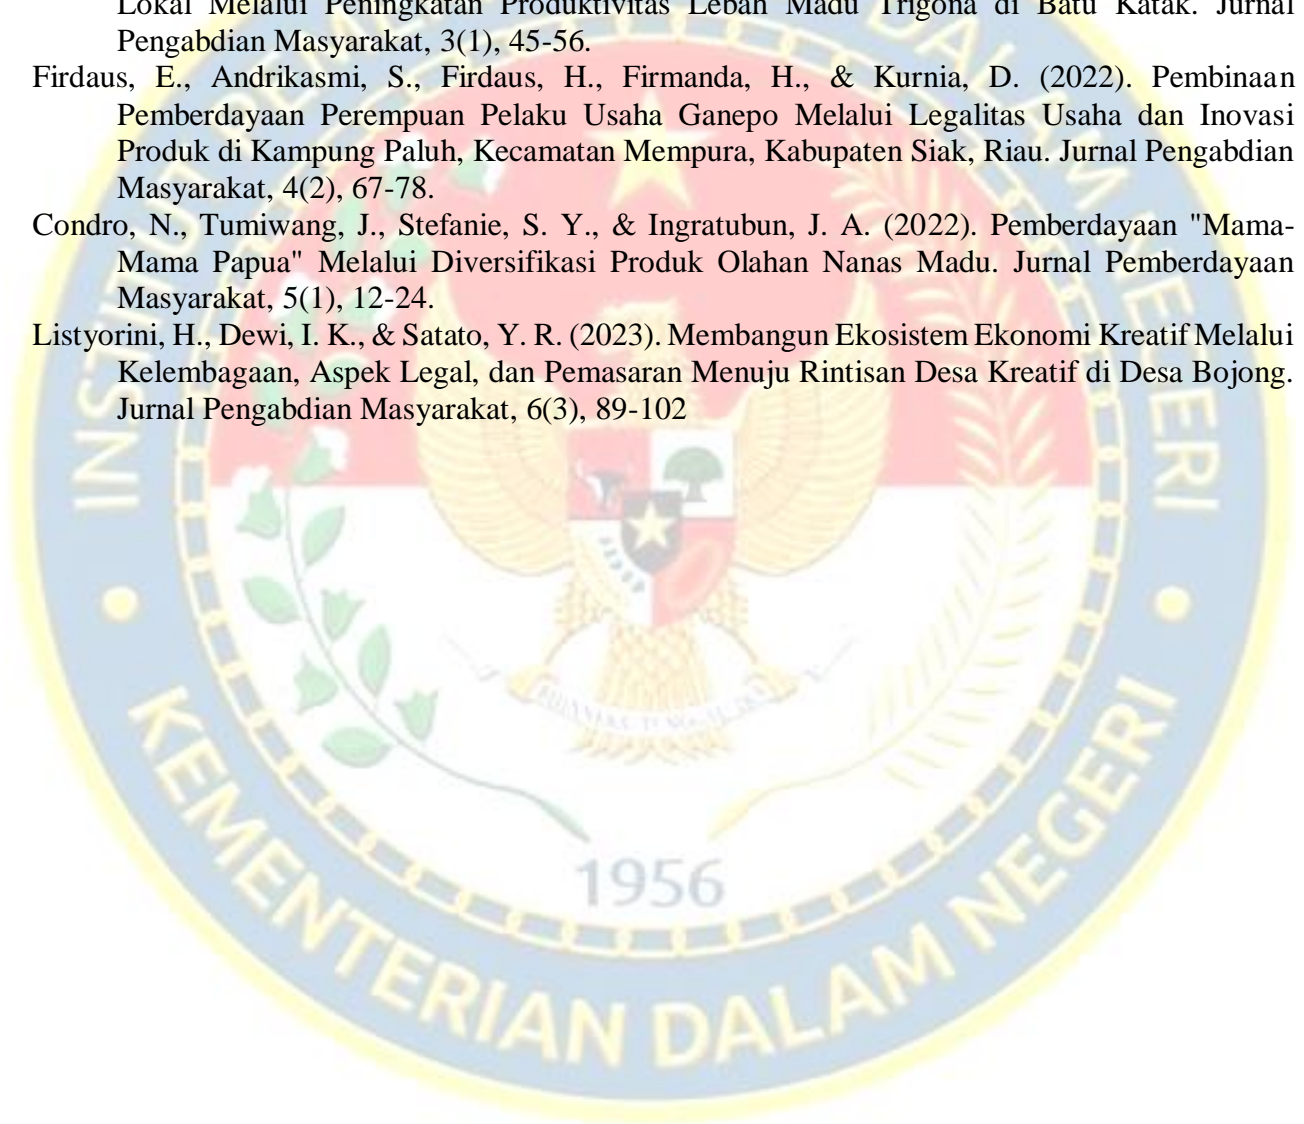 Lokal Melalui Peningkatan Produktivitas Lebah Madu Trigona di Batu Katak. Jurnal
Pengabdian Masyarakat, 3(1), 45-56.
Firdaus, E., Andrikasmi, S., Firdaus, H., Firmanda, H., & Kurnia, D. (2022). Pembinaan
Pemberdayaan Perempuan Pelaku Usaha Ganepo Melalui Legalitas Usaha dan Inovasi
Produk di Kampung Paluh, Kecamatan Mempura, Kabupaten Siak, Riau. Jurnal Pengabdian
Masyarakat, 4(2), 67-78.
Condro, N., Tumiwang, J., Stefanie, S. Y., & Ingratubun, J. A. (2022). Pemberdayaan "Mama-
Mama Papua" Melalui Diversifikasi Produk Olahan Nanas Madu. Jurnal Pemberdayaan
Masyarakat, 5(1), 12-24.
Listyorini, H., Dewi, I. K., & Satato, Y. R. (2023). Membangun Ekosistem Ekonomi Kreatif Melalui
Kelembagaan, Aspek Legal, dan Pemasaran Menuju Rintisan Desa Kreatif di Desa Bojong.
Jurnal Pengabdian Masyarakat, 6(3), 89-102
DALAM NEGERI
1956
KEMENTERIAN DALAM NEGERI